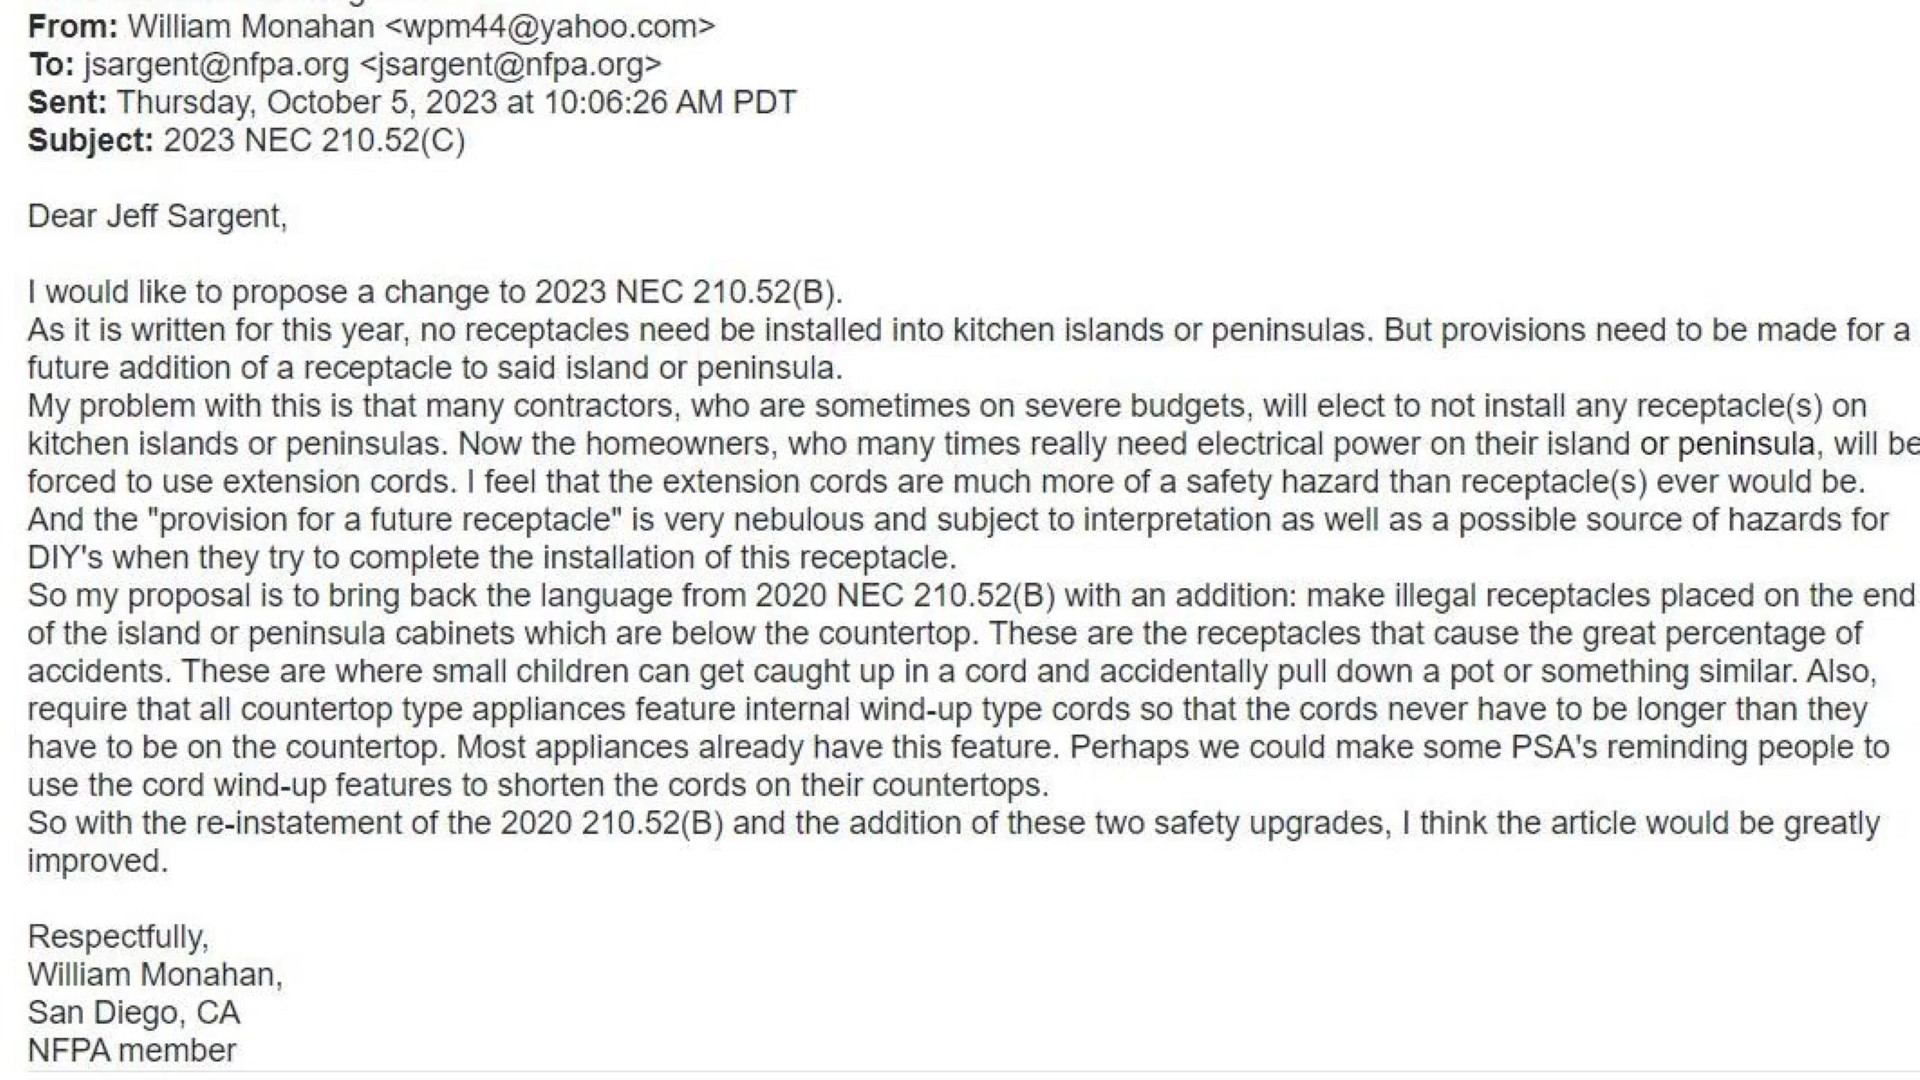 From: William Monahan <wpm44@yahoo.com>
To: jsargent@nfpa.org <jsargent@nfpa.org>
Sent: Thursday, October 5, 2023 at 10:06:26 AM PDT
Subject: 2023 NEC 210.52(C)
Dear Jeff Sargent,
I would like to propose a change to 2023 NEC 210.52(B).
As it is written for this year, no receptacles need be installed into kitchen islands or peninsulas. But provisions need to be made for a
future addition of a receptacle to said island or peninsula.
My problem with this is that many contractors, who are sometimes on severe budgets, will elect to not install any receptacle(s) on
kitchen islands or peninsulas. Now the homeowners, who many times really need electrical power on their island or peninsula, will be
forced to use extension cords. I feel that the extension cords are much more of a safety hazard than receptacle(s) ever would be.
And the "provision for a future receptacle" is very nebulous and subject to interpretation as well as a possible source of hazards for
DIY's when they try to complete the installation of this receptacle.
So my proposal is to bring back the language from 2020 NEC 210.52(B) with an addition: make illegal receptacles placed on the end
of the island or peninsula cabinets which are below the countertop. These are the receptacles that cause the great percentage of
accidents. These are where small children can get caught up in a cord and accidentally pull down a pot or something similar. Also,
require that all countertop type appliances feature internal wind-up type cords so that the cords never have to be longer than they
have to be on the countertop. Most appliances already have this feature. Perhaps we could make some PSA's reminding people to
use the cord wind-up features to shorten the cords on their countertops.
So with the re-instatement of the 2020 210.52(B) and the addition of these two safety upgrades, I think the article would be greatly
improved.
Respectfully,
William Monahan,
San Diego, CA
NFPA member